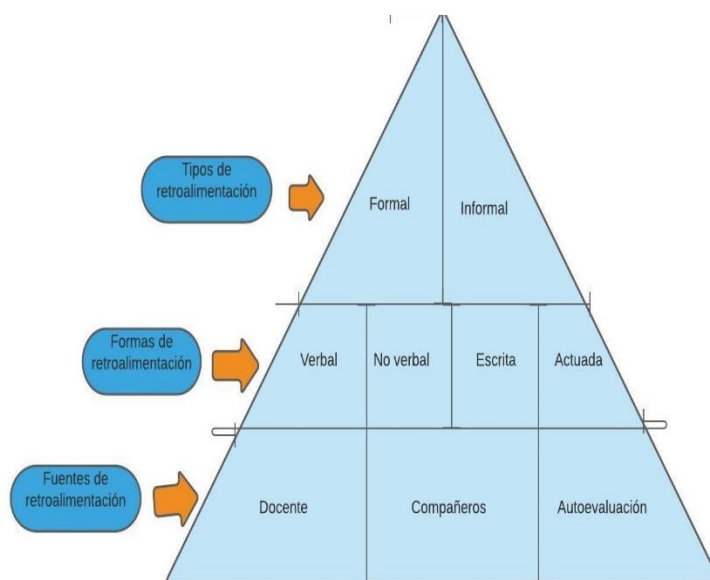 Tipos de
retroalimentación
Formal
Informal
Formas de
retroalimentación
Verbal
No verbal
Escrita
Actuada
Fuentes de
retroalimentación
Docente
Compañeros
Autoevaluación